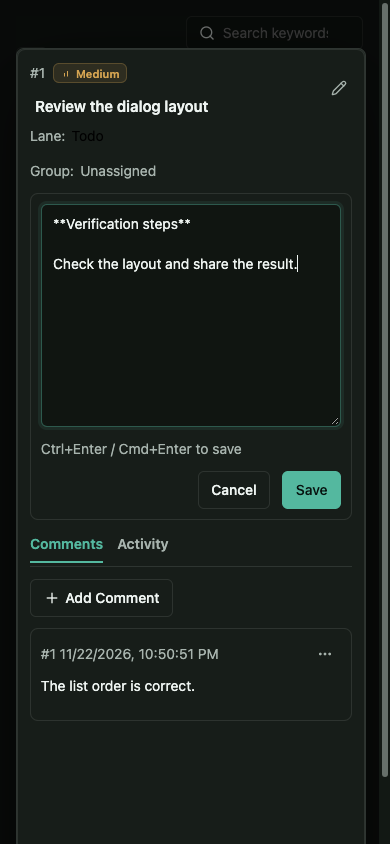 Search keywords
#1 Medium
Review the dialog layout
Lane: Todo
Group: Unassigned
**Verification steps**
Check the layout and share the result.
Ctrl+Enter / Cmd+Enter to save
Cancel Save
Comments Activity
+ Add Comment
#1 11/22/2026, 10:50:51 PM ...
The list order is correct.